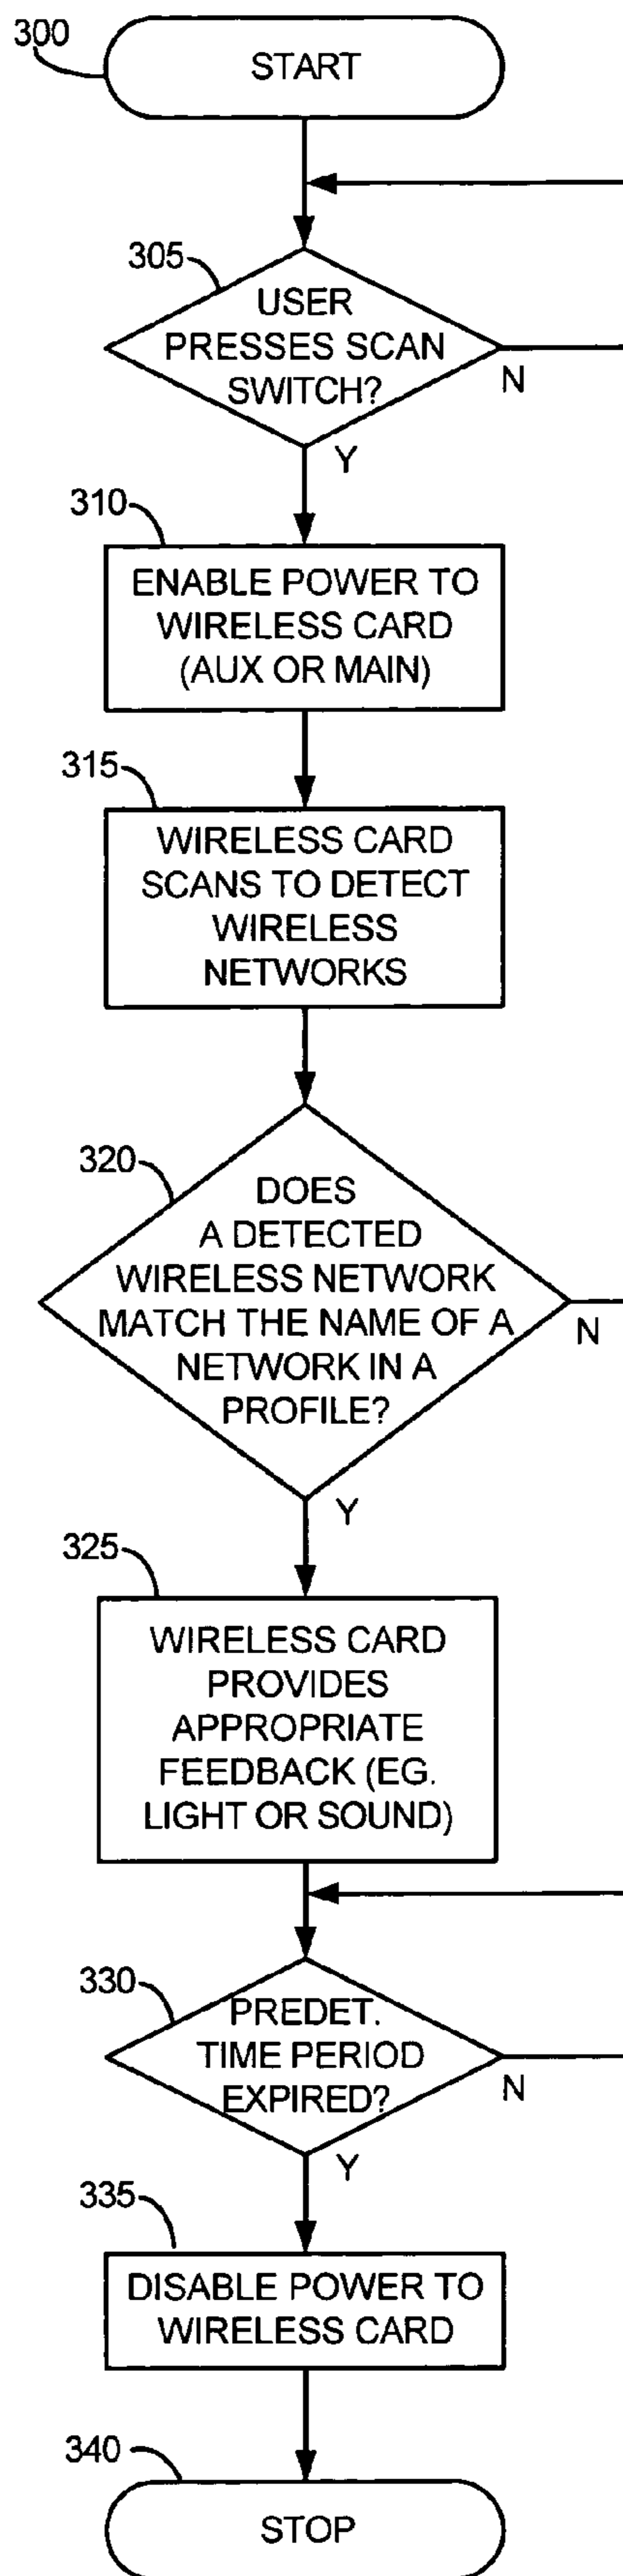 300
START
305
USER
PRESSES SCAN
SWITCH?
N
Y
310
ENABLE POWER TO
WIRELESS CARD
(AUX OR MAIN)
315
WIRELESS CARD
SCANS TO DETECT
WIRELESS
NETWORKS
320
DOES
A DETECTED
WIRELESS NETWORK
MATCH THE NAME OF A
NETWORK IN A
PROFILE?
N
Y
325
WIRELESS CARD
PROVIDES
APPROPRIATE
FEEDBACK (EG.
LIGHT OR SOUND)
330
PREDET.
TIME PERIOD
EXPIRED?
N
Y
335
DISABLE POWER TO
WIRELESS CARD
340
STOP